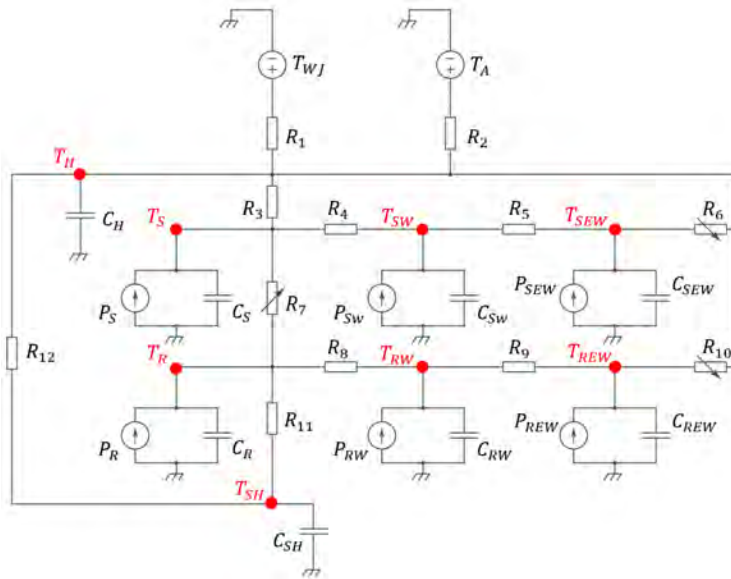 T_WJ T_A
R_1 R_2
T_H
C_H R_3 T_S R_4 T_SW R_5 T_SEW R_6
P_S C_S R_7 P_SW C_SW P_SEW C_SEW
R_12 T_R R_8 T_RW R_9 T_REW R_10
P_R C_R R_11 P_RW C_RW P_REW C_REW
T_SH
C_SH